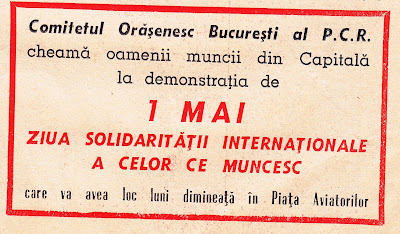 Comitetul Orășenesc București al P.C.R.
cheamă oamenii muncii din Capitală
la demonstrația de
1 MAI
ZIUA SOLIDARITĂȚII INTERNAȚIONALE
A CELOR CE MUNCESC
care va avea loc luni dimineață în Piața Aviatorilor